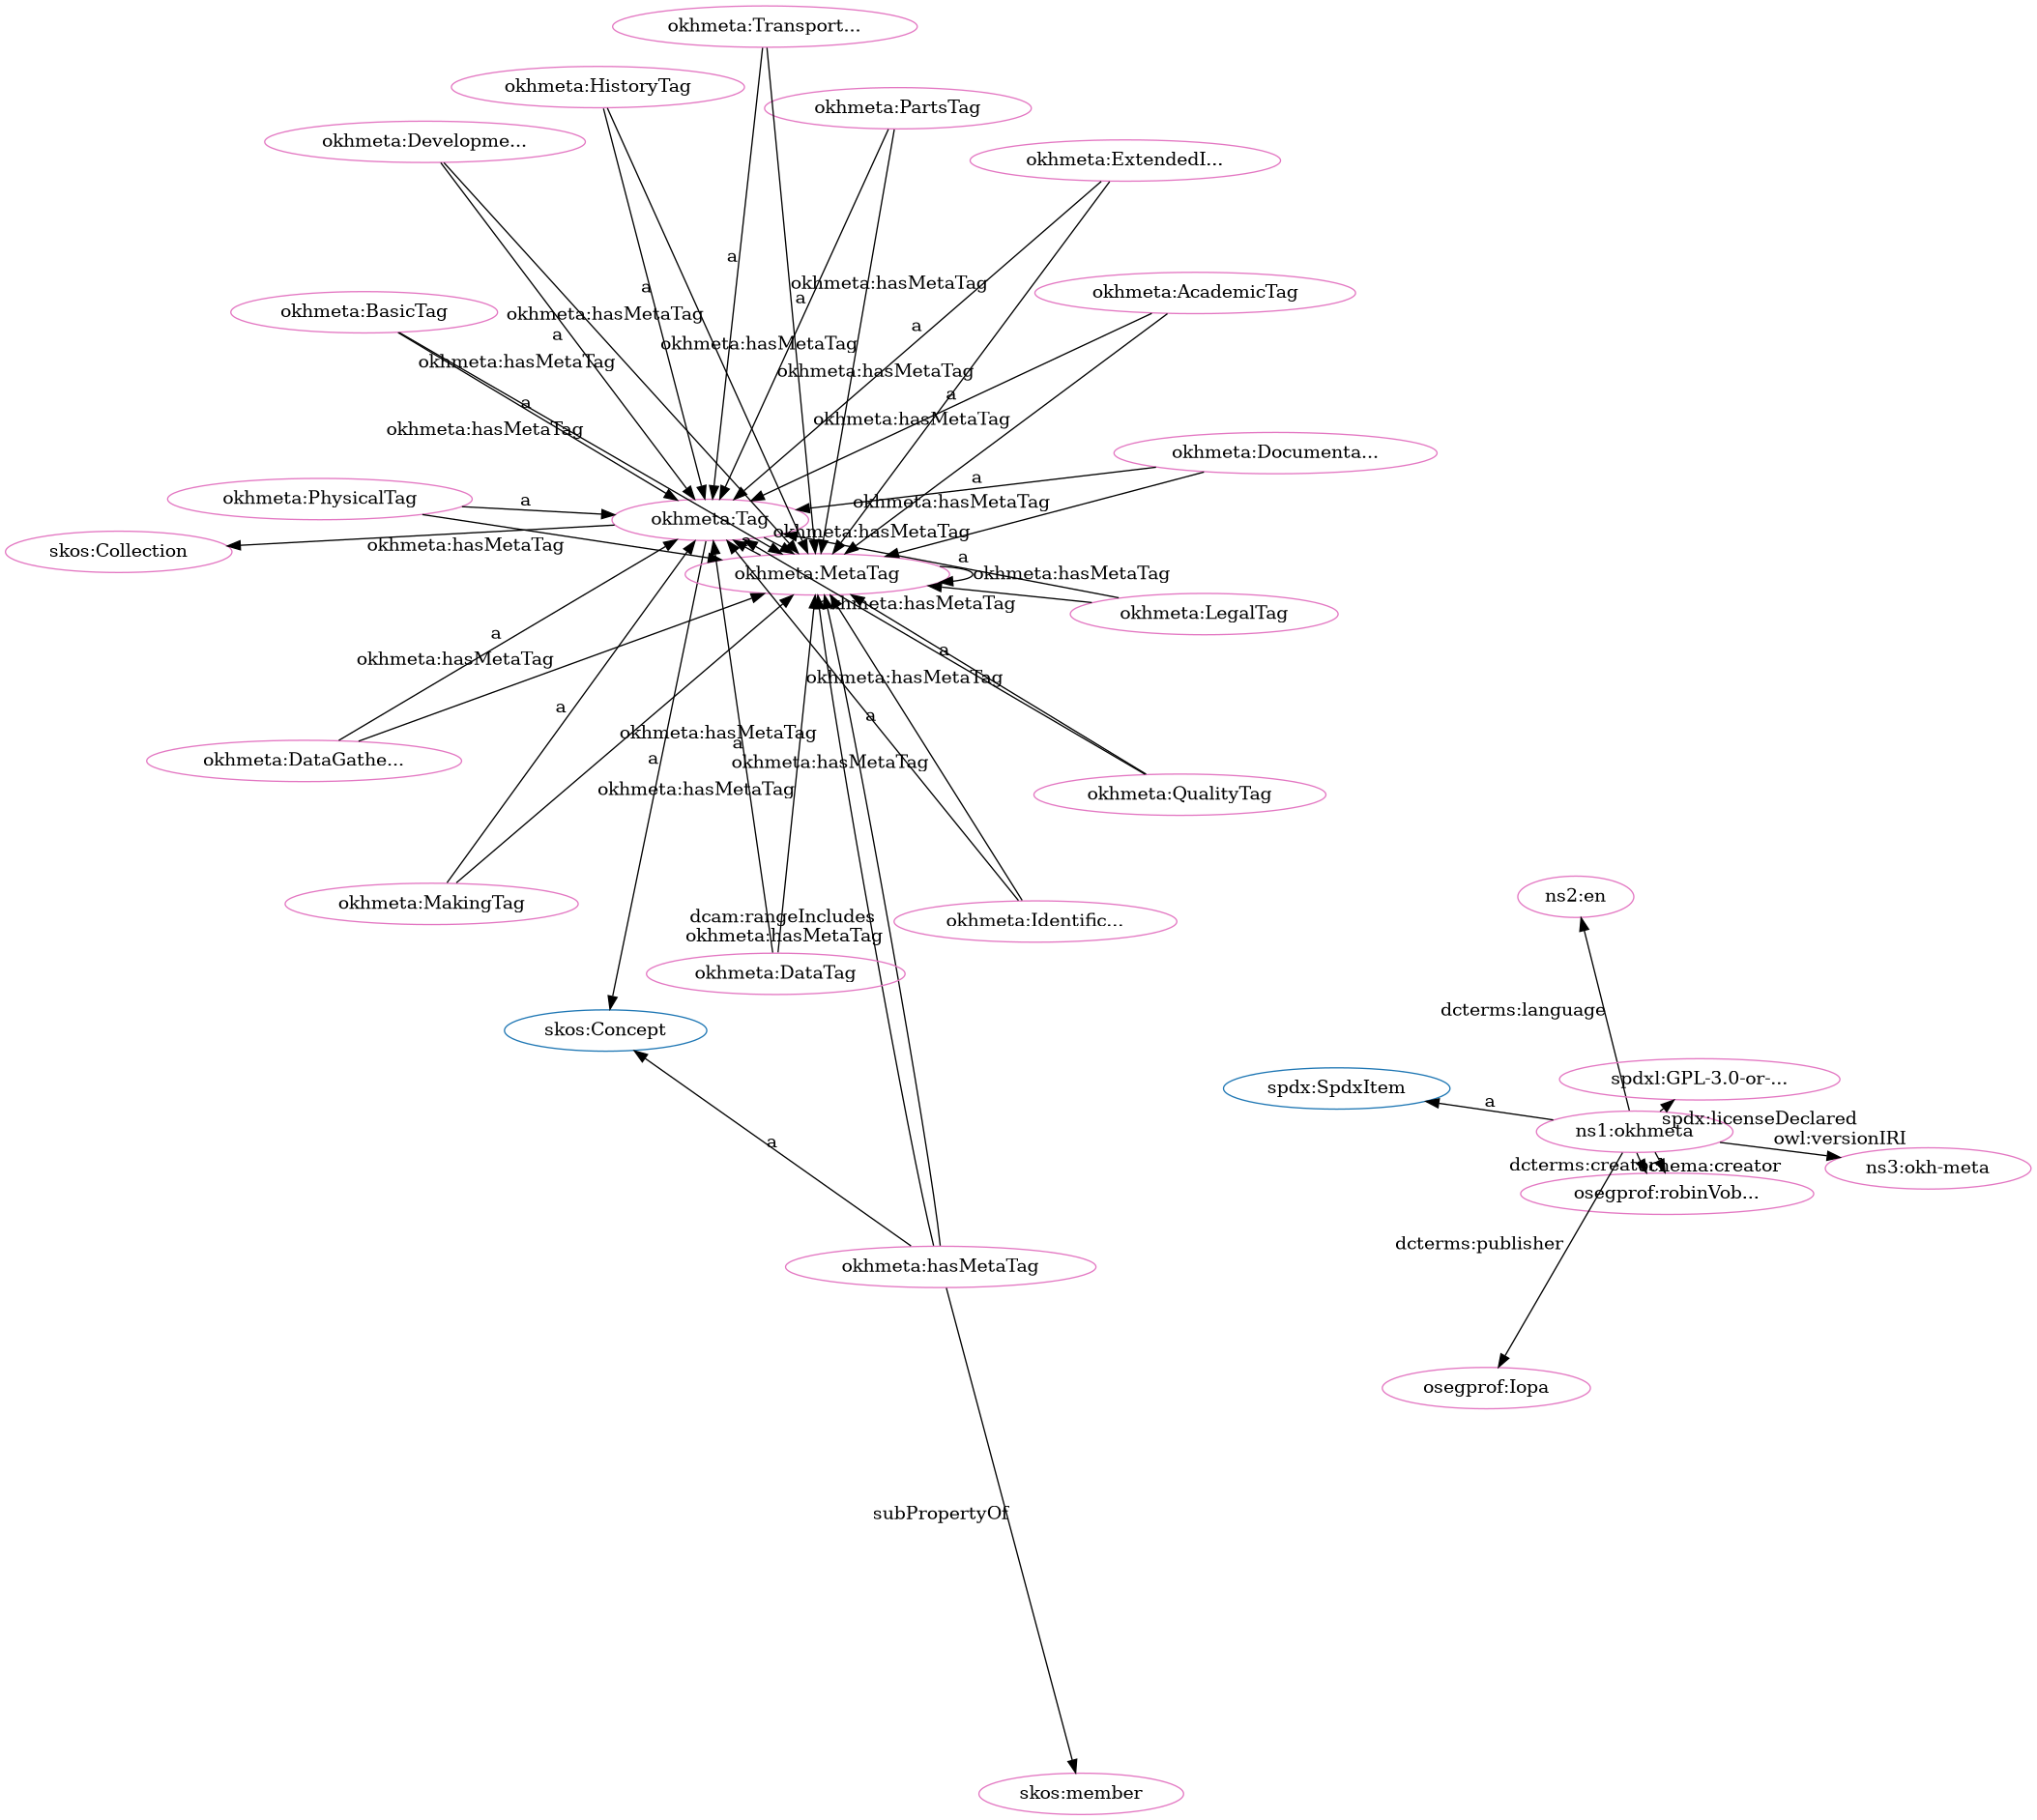 okhmeta:Transport...
okhmeta:HistoryTag
okhmeta:PartsTag
okhmeta:Developme...
okhmeta:ExtendedI...
a
okhmeta:hasMetaTag
a
a
okhmeta:AcademicTag
okhmeta:BasicTag
okhmeta:hasMetaTag
a
a
okhmeta:hasMetaTag
okhmeta:hasMetaTag
okhmeta:hasMetaTag
a
a
okhmeta:hasMetaTag
okhmeta:hasMetaTag
okhmeta:Documenta...
a
okhmeta:PhysicalTag
a
okhmeta:hasMetaTag
okhmeta:Tag
okhmeta:hasMetaTag
skos:Collection
okhmeta:hasMetaTag
a
okhmeta:MetaTag
okhmeta:hasMetaTag
okhmeta:hasMetaTag
okhmeta:LegalTag
a
a
okhmeta:hasMetaTag
okhmeta:hasMetaTag
a
a
okhmeta:hasMetaTag
a
okhmeta:DataGathe...
a
okhmeta:hasMetaTag
okhmeta:hasMetaTag
okhmeta:QualityTag
okhmeta:MakingTag
dcam:rangeIncludes
okhmeta:hasMetaTag
okhmeta:Identific...
ns2:en
okhmeta:DataTag
dcterms:language
skos:Concept
spdxl:GPL-3.0-or-...
spdx:SpdxItem
a
spdx:licenseDeclared
ns1:okhmeta
owl:versionIRI
a
dcterms:creator
schema:creator
ns3:okh-meta
osegprof:robinVob...
dcterms:publisher
okhmeta:hasMetaTag
osegprof:Iopa
subPropertyOf
skos:member